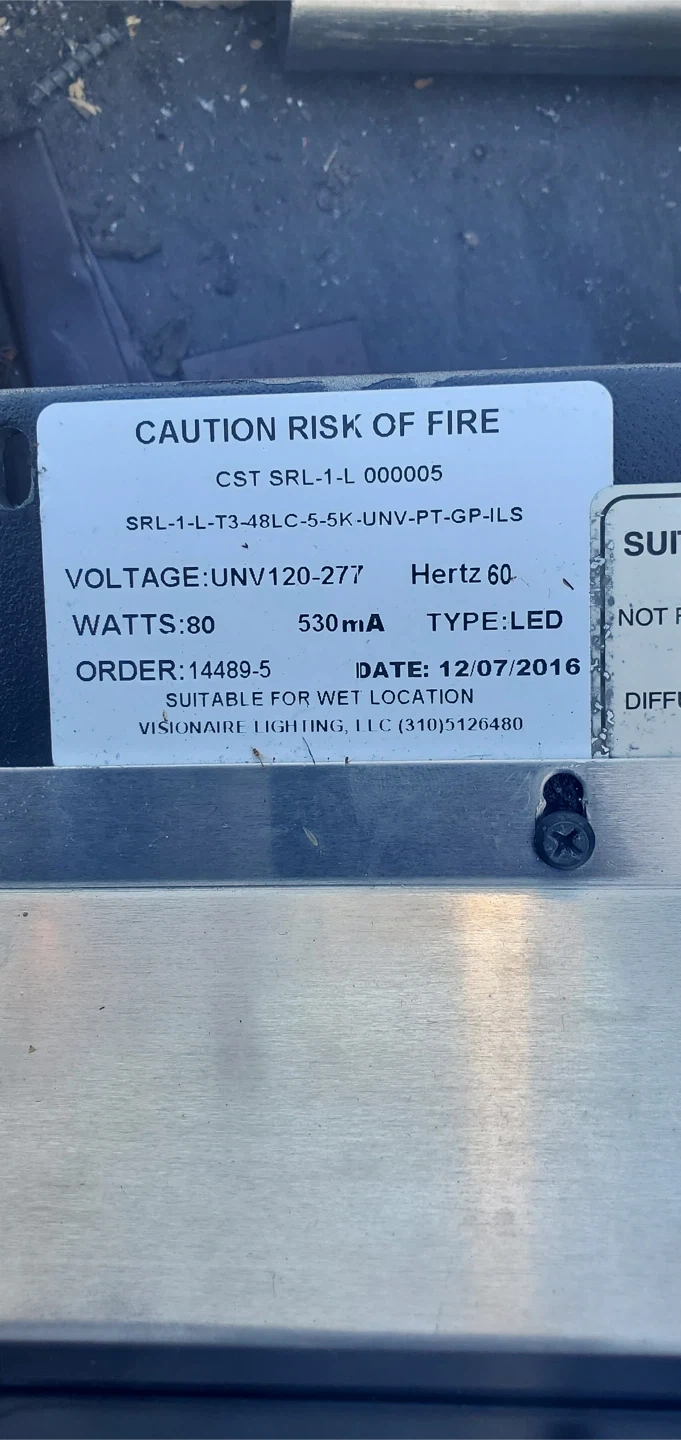 CAUTION RISK OF FIRE
CST SRL-1-L 000005
SRL-1-L-T3-48LC-5-5K-UNV-PT-GP-ILS
VOLTAGE:UNV120-277 Hertz 60
WATTS:80 530mA TYPE:LED
ORDER:14489-5 DATE: 12/07/2016
SUITABLE FOR WET LOCATION
VISIONAIRE LIGHTING, LLC (310)5126480
SUI
NOT
DIFFU